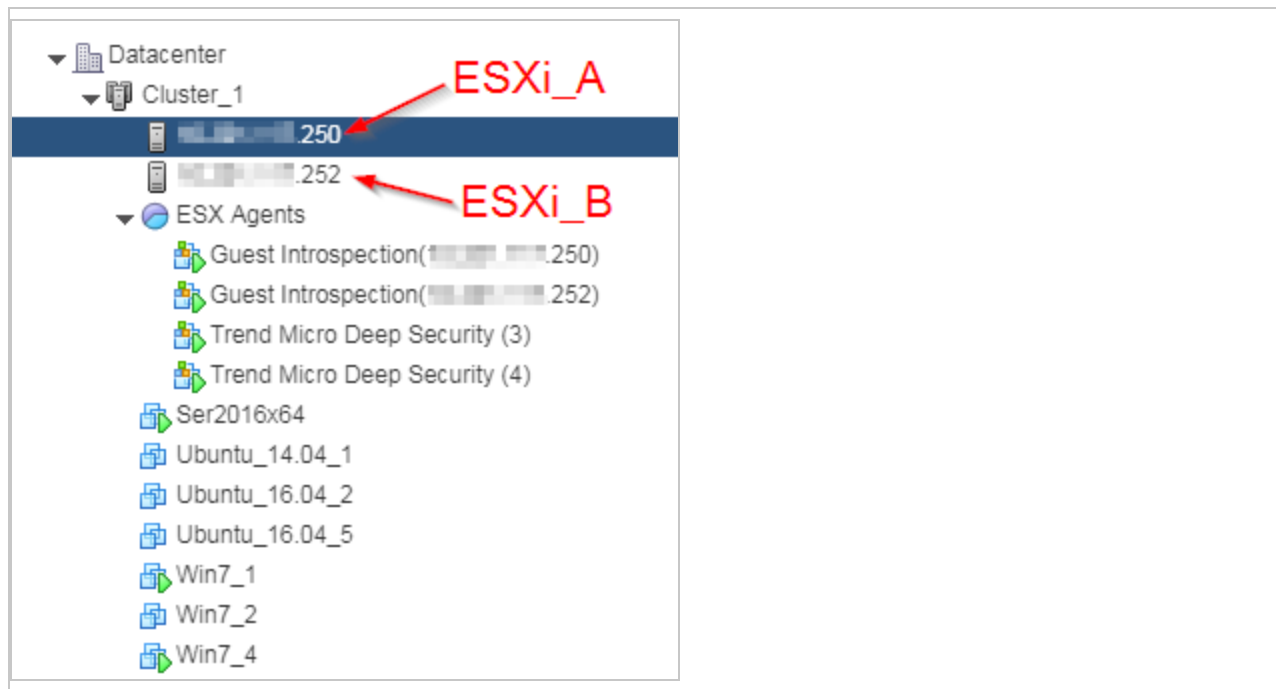 Datacenter
Cluster_1
ESXi_A
.250
.252
ESXi_B
ESX Agents
Guest Introspection( .250)
Guest Introspection( .252)
Trend Micro Deep Security (3)
Trend Micro Deep Security (4)
Ser2016x64
Ubuntu_14.04_1
Ubuntu_16.04_2
Ubuntu_16.04_5
Win7_1
Win7_2
Win7_4